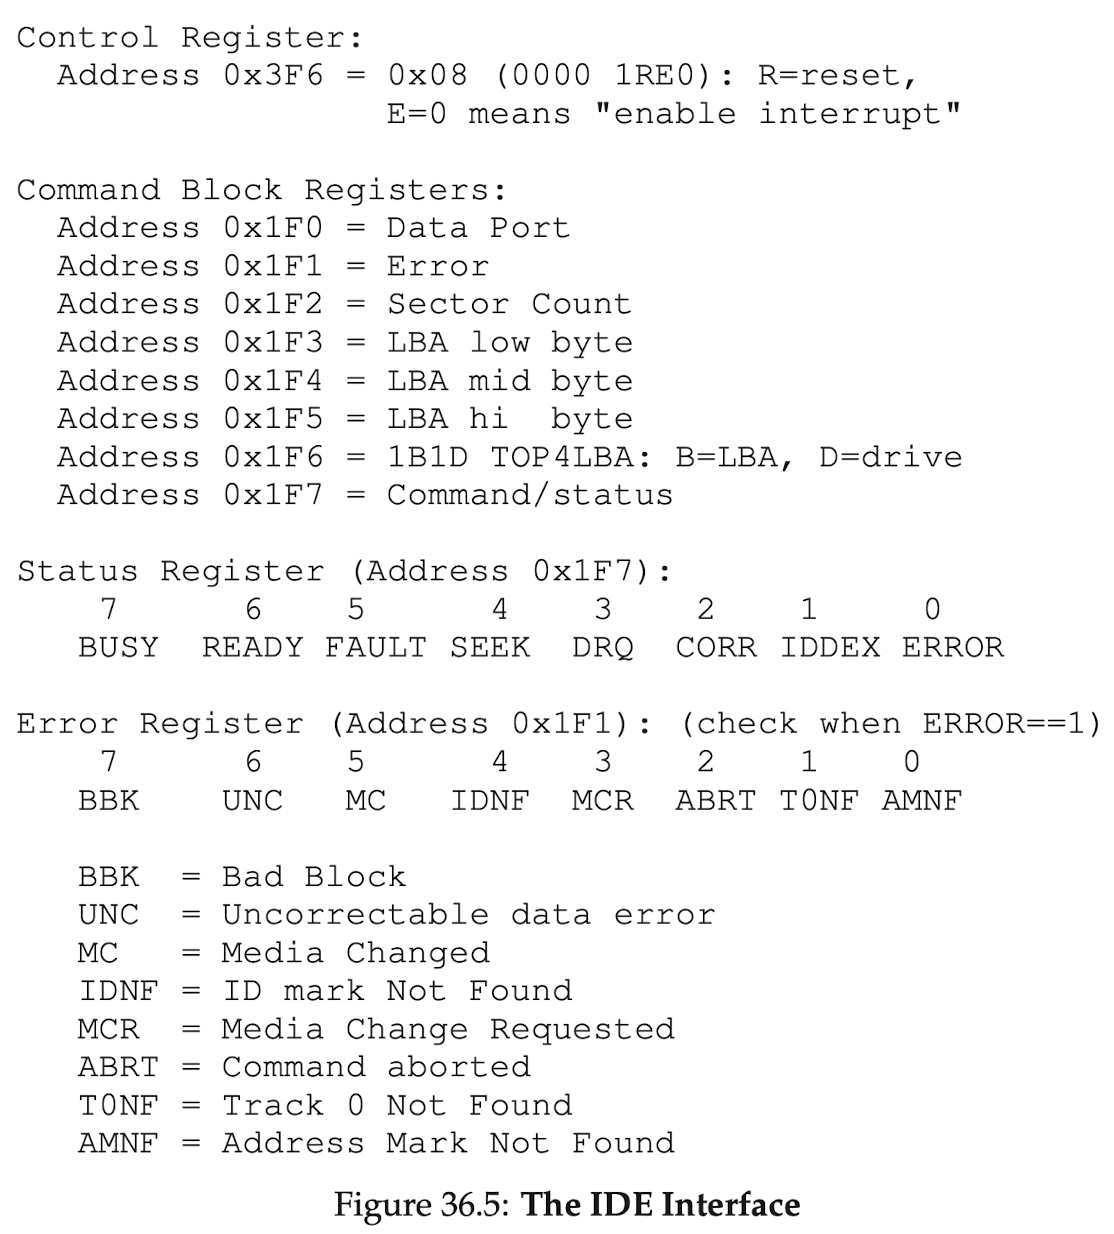 Control Register:
  Address 0x3F6 = 0x08 (0000 1RE0): R=reset,
                  E=0 means "enable interrupt"

Command Block Registers:
  Address 0x1F0 = Data Port
  Address 0x1F1 = Error
  Address 0x1F2 = Sector Count
  Address 0x1F3 = LBA low byte
  Address 0x1F4 = LBA mid byte
  Address 0x1F5 = LBA hi  byte
  Address 0x1F6 = 1B1D TOP4LBA: B=LBA, D=drive
  Address 0x1F7 = Command/status

Status Register (Address 0x1F7):
    7      6    5      4    3    2    1     0
   BUSY  READY FAULT SEEK  DRQ  CORR IDDEX ERROR

Error Register (Address 0x1F1): (check when ERROR==1)
    7      6    5      4    3    2    1    0
   BBK    UNC  MC    IDNF  MCR  ABRT T0NF AMNF

   BBK  = Bad Block
   UNC  = Uncorrectable data error
   MC   = Media Changed
   IDNF = ID mark Not Found
   MCR  = Media Change Requested
   ABRT = Command aborted
   T0NF = Track 0 Not Found
   AMNF = Address Mark Not Found
Figure 36.5: The IDE Interface